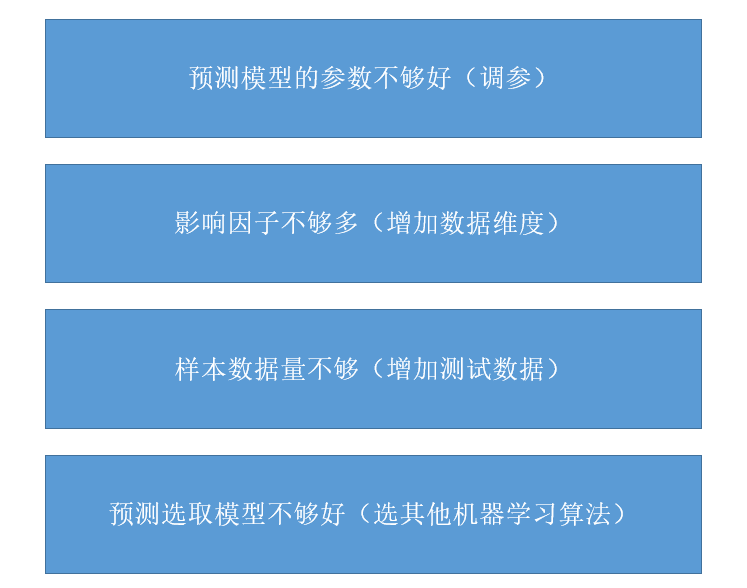 预测模型的参数不够好（调参）
影响因子不够多（增加数据维度）
样本数据量不够（增加测试数据）
预测选取模型不够好（选其他机器学习算法）